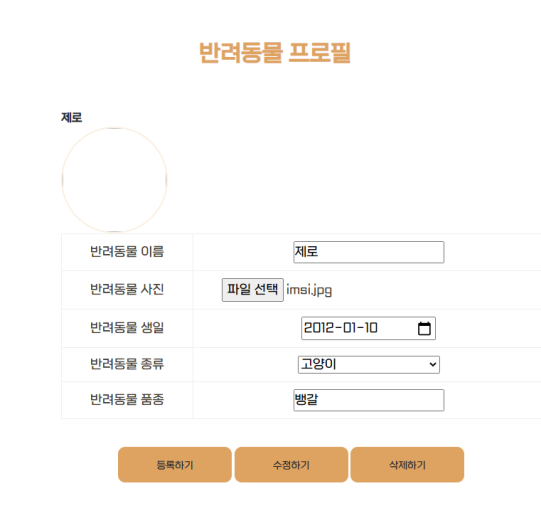 반려동물 프로필
제로
반려동물 이름 제로
반려동물 사진 파일 선택 imsi.jpg
반려동물 생일 2012-01-10
반려동물 종류 고양이
반려동물 품종 뱅갈
등록하기 수정하기 삭제하기